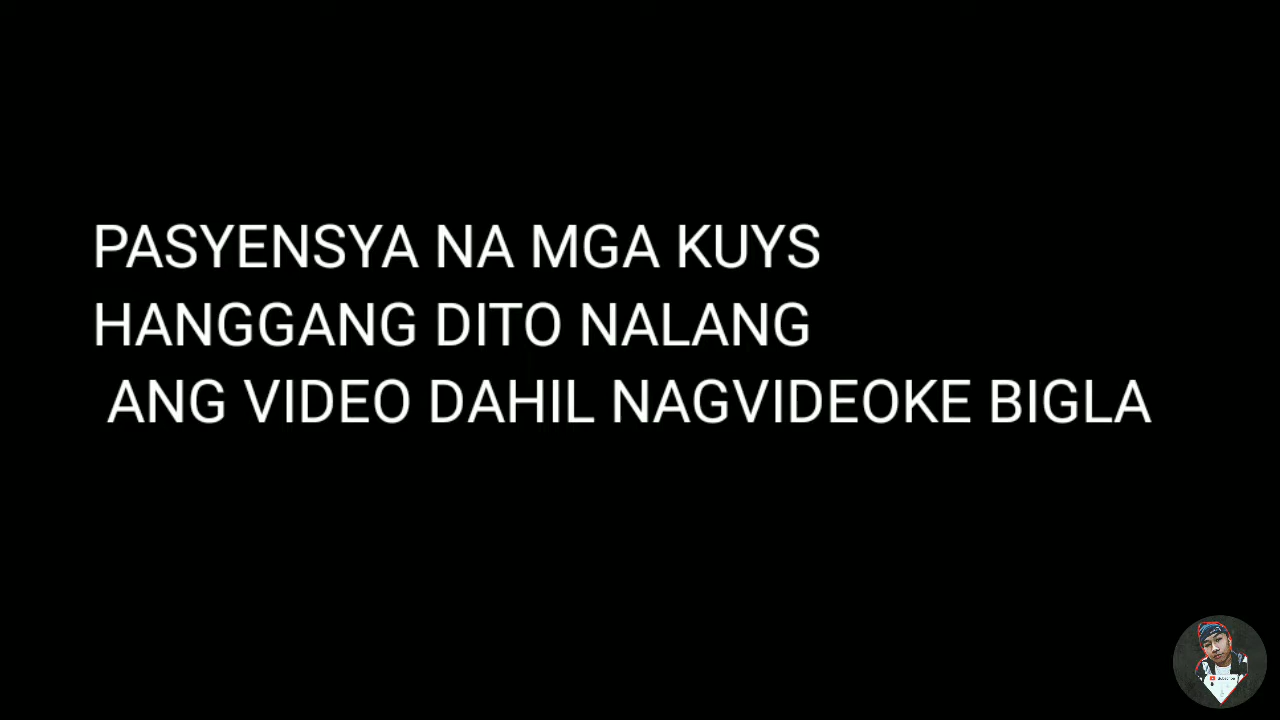 PASYENSYA NA MGA KUYS
HANGGANG DITO NALANG
ANG VIDEO DAHIL NAGVIDEOKE BIGLA